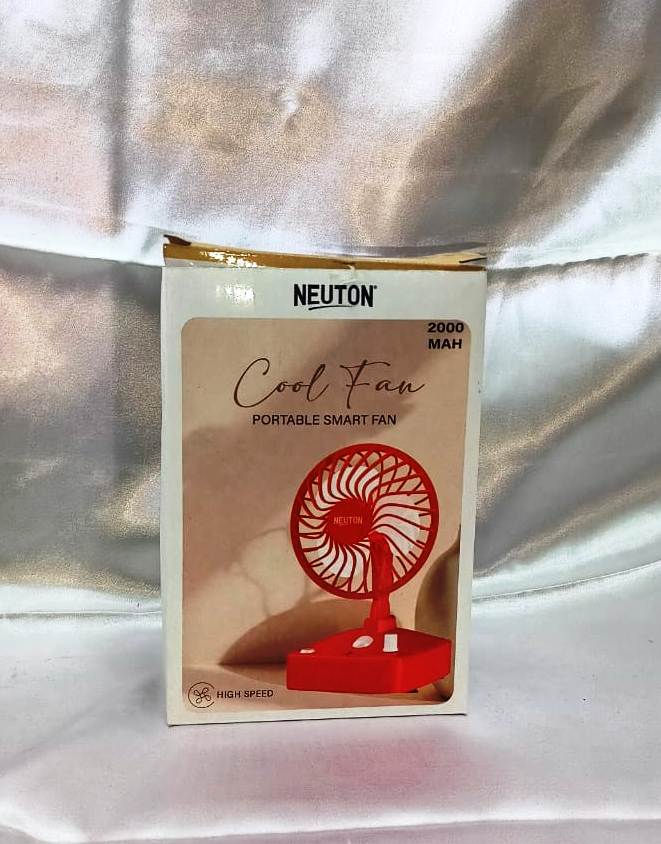 NEUTON
2000
MAH
Cool Fan
PORTABLE SMART FAN
NEUTON
HIGH SPEED